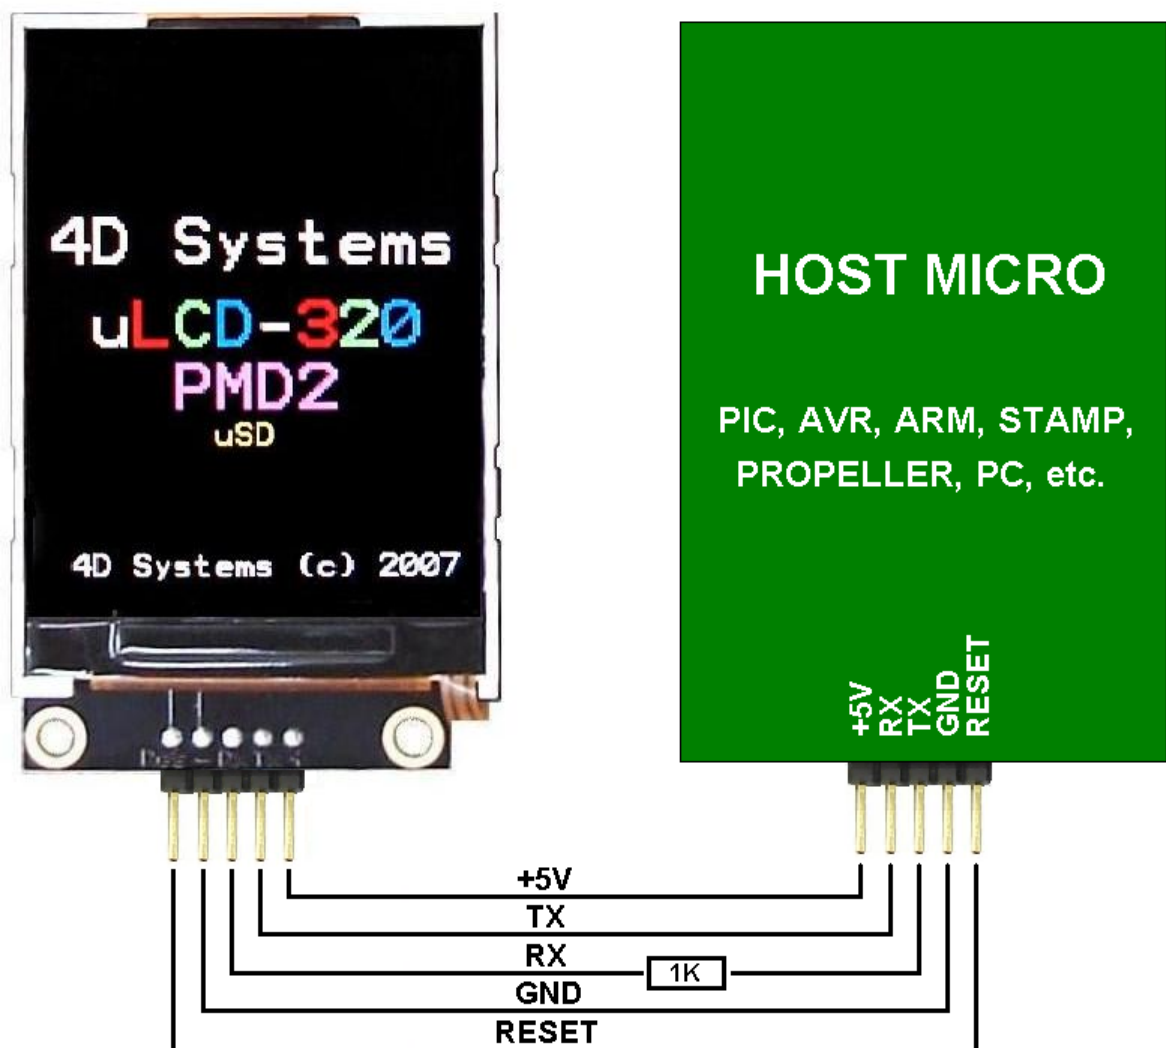 4D Systems
uLCD-320
PMD2
uSD
4D Systems (c) 2007
HOST MICRO
PIC, AVR, ARM, STAMP,
PROPELLER, PC, etc.
+5V
RX
TX
GND
RESET
+5V
TX
RX
1K
GND
RESET